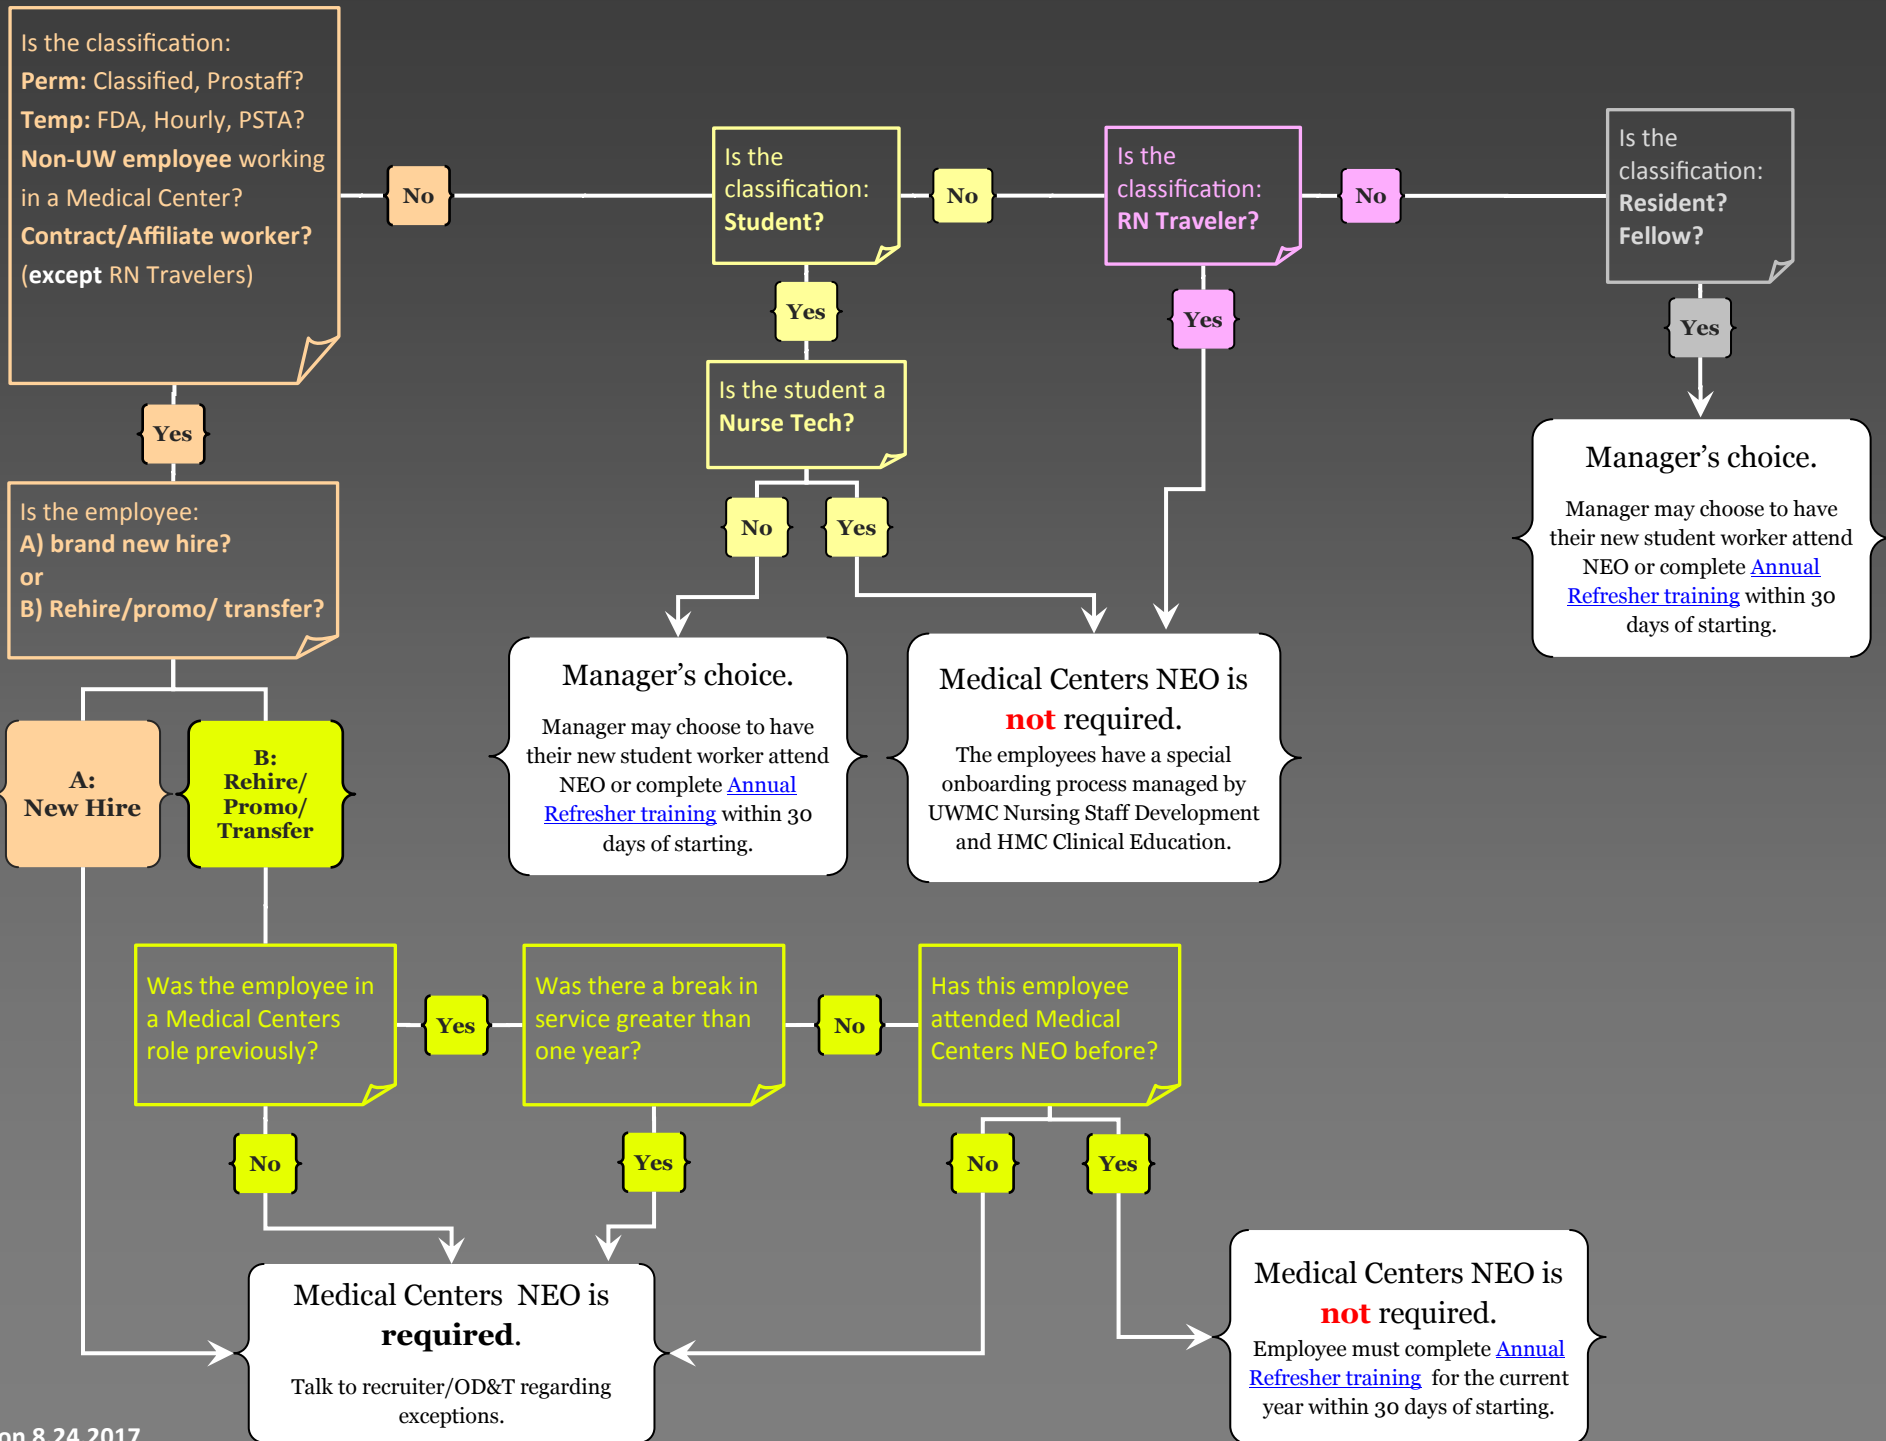 Is the classification:
Perm: Classified, Prostaff?
Temp: FDA, Hourly, PSTA?
Non-UW employee working
in a Medical Center?
Contract/Affiliate worker?
(except RN Travelers)
No
Is the
classification:
Student?
No
Is the
classification:
RN Traveler?
No
Is the
classification:
Resident?
Fellow?
Yes
Yes
Yes
Yes
Is the student a
Nurse Tech?
No
Yes
Is the employee:
A) brand new hire?
or
B) Rehire/promo/ transfer?
Manager’s choice.
Manager may choose to have
their new student worker attend
NEO or complete Annual
Refresher training within 30
days of starting.
Manager’s choice.
Manager may choose to have
their new student worker attend
NEO or complete Annual
Refresher training within 30
days of starting.
Medical Centers NEO is
not required.
The employees have a special
onboarding process managed by
UWMC Nursing Staff Development
and HMC Clinical Education.
A:
New Hire
B:
Rehire/
Promo/
Transfer
Was the employee in
a Medical Centers
role previously?
Yes
Was there a break in
service greater than
one year?
No
Has this employee
attended Medical
Centers NEO before?
No
Yes
No
Yes
Medical Centers  NEO is
required.
Talk to recruiter/OD&T regarding
exceptions.
Medical Centers NEO is
not required.
Employee must complete Annual
Refresher training  for the current
year within 30 days of starting.
on 8.24.2017